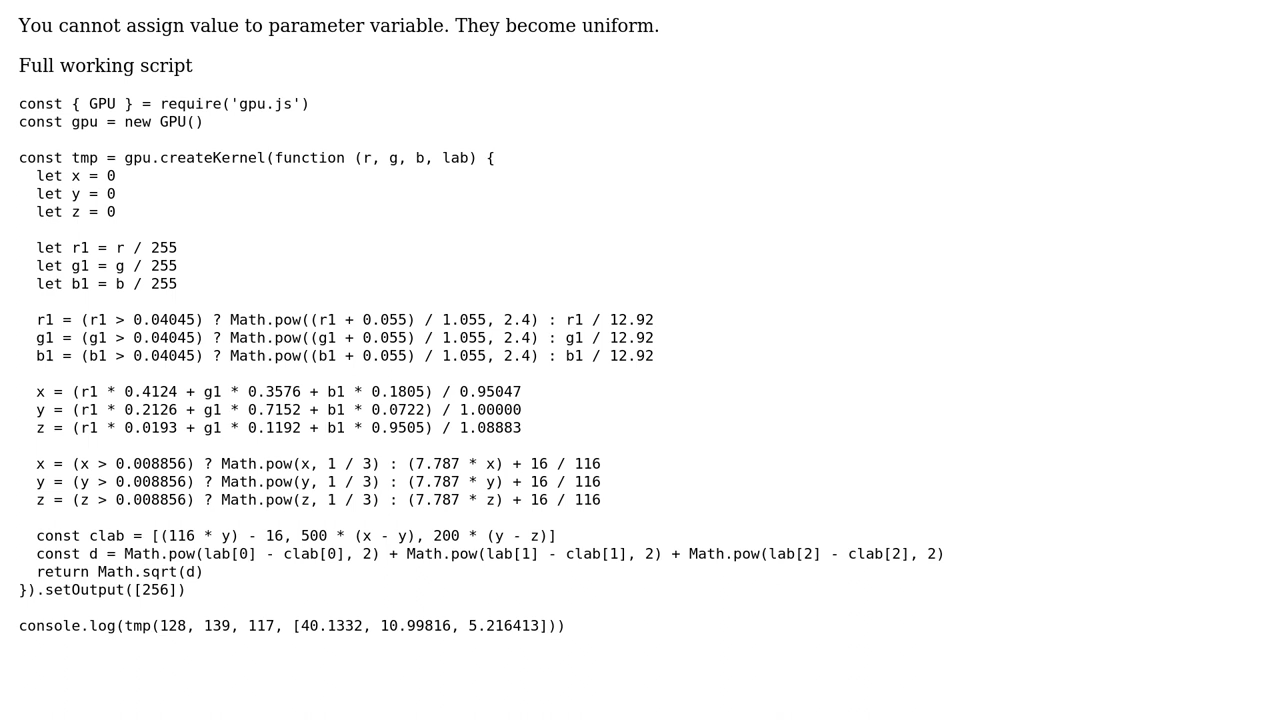 You cannot assign value to parameter variable. They become uniform.
Full working script
const { GPU } = require('gpu.js')
const gpu = new GPU()
const tmp = gpu.createKernel(function (r, g, b, lab) {
  let x = 0
  let y = 0
  let z = 0
  let r1 = r / 255
  let g1 = g / 255
  let b1 = b / 255
  r1 = (r1 > 0.04045) ? Math.pow((r1 + 0.055) / 1.055, 2.4) : r1 / 12.92
  g1 = (g1 > 0.04045) ? Math.pow((g1 + 0.055) / 1.055, 2.4) : g1 / 12.92
  b1 = (b1 > 0.04045) ? Math.pow((b1 + 0.055) / 1.055, 2.4) : b1 / 12.92
  x = (r1 * 0.4124 + g1 * 0.3576 + b1 * 0.1805) / 0.95047
  y = (r1 * 0.2126 + g1 * 0.7152 + b1 * 0.0722) / 1.00000
  z = (r1 * 0.0193 + g1 * 0.1192 + b1 * 0.9505) / 1.08883
  x = (x > 0.008856) ? Math.pow(x, 1 / 3) : (7.787 * x) + 16 / 116
  y = (y > 0.008856) ? Math.pow(y, 1 / 3) : (7.787 * y) + 16 / 116
  z = (z > 0.008856) ? Math.pow(z, 1 / 3) : (7.787 * z) + 16 / 116
  const clab = [(116 * y) - 16, 500 * (x - y), 200 * (y - z)]
  const d = Math.pow(lab[0] - clab[0], 2) + Math.pow(lab[1] - clab[1], 2) + Math.pow(lab[2] - clab[2], 2)
  return Math.sqrt(d)
}).setOutput([256])
console.log(tmp(128, 139, 117, [40.1332, 10.99816, 5.216413]))